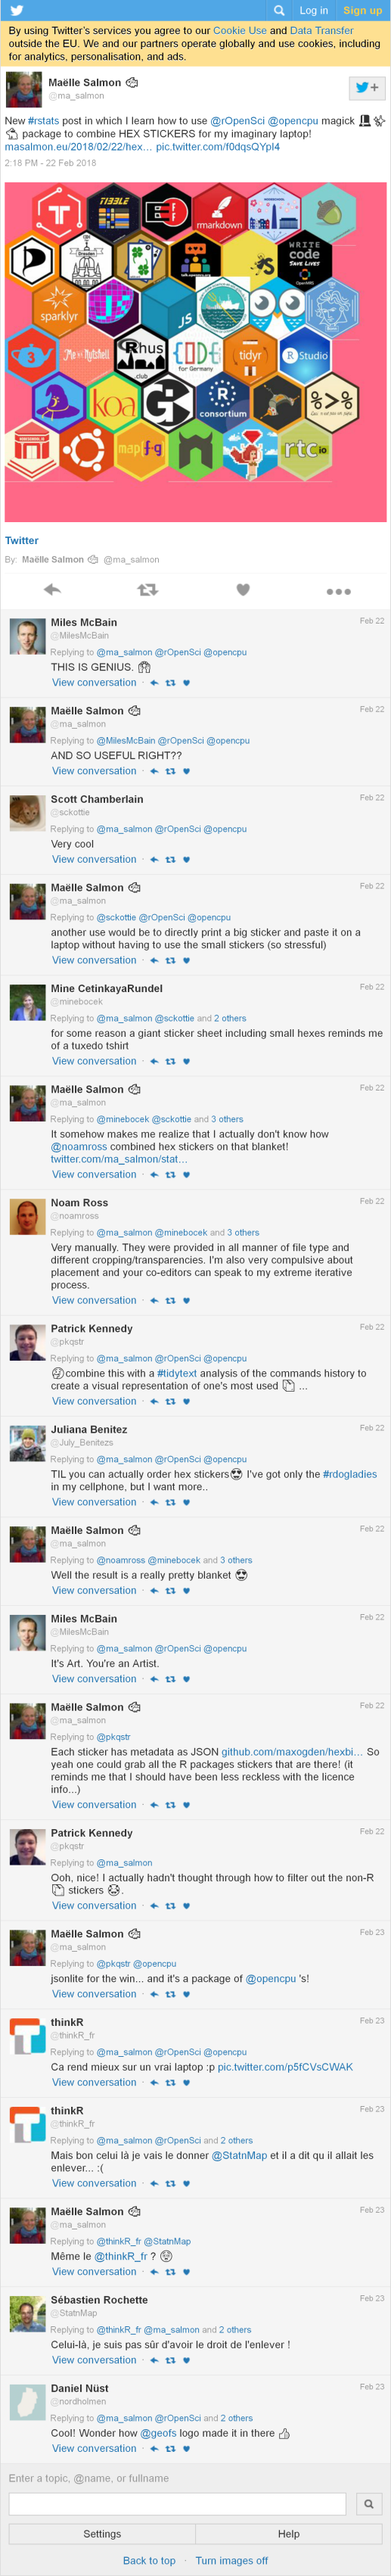 Log in
Sign up
By using Twitter's services you agree to our Cookie Use and Data Transfer
outside the EU. We and our partners operate globally and use cookies, including
for analytics, personalisation, and ads.
Maëlle Salmon
@ma_salmon
New #rstats post in which I learn how to use @rOpenSci @opencpu magick
package to combine HEX STICKERS for my imaginary laptop!
masalmon.eu/2018/02/22/hex… pic.twitter.com/f0dqsQYpI4
2:18 PM - 22 Feb 2018
markdown
WRITE
code
OpenAMG
sparklyr
JS
hus
club
CODE
for Germany
tidyr
R Studio
koa
R
consortium
%>%
map
rtc.io
Twitter
By: Maëlle Salmon @ma_salmon
Miles McBain
Feb 22
@MilesMcBain
Replying to @ma_salmon @rOpenSci @opencpu
THIS IS GENIUS.
View conversation ·
Maëlle Salmon
Feb 22
@ma_salmon
Replying to @MilesMcBain @rOpenSci @opencpu
AND SO USEFUL RIGHT??
View conversation ·
Scott Chamberlain
Feb 22
@sckottie
Replying to @ma_salmon @rOpenSci @opencpu
Very cool
View conversation ·
Maëlle Salmon
Feb 22
@ma_salmon
Replying to @sckottie @rOpenSci @opencpu
another use would be to directly print a big sticker and paste it on a
laptop without having to use the small stickers (so stressful)
View conversation ·
Mine CetinkayaRundel
Feb 22
@minebocek
Replying to @ma_salmon @sckottie and 2 others
for some reason a giant sticker sheet including small hexes reminds me
of a tuxedo tshirt
View conversation ·
Maëlle Salmon
Feb 22
@ma_salmon
Replying to @minebocek @sckottie and 3 others
It somehow makes me realize that I actually don't know how
@noamross combined hex stickers on that blanket!
twitter.com/ma_salmon/stat…
View conversation ·
Noam Ross
Feb 22
@noamross
Replying to @ma_salmon @minebocek and 3 others
Very manually. They were provided in all manner of file type and
different cropping/transparencies. I'm also very compulsive about
placement and your co-editors can speak to my extreme iterative
process.
View conversation ·
Patrick Kennedy
Feb 22
@pkqstr
Replying to @ma_salmon @rOpenSci @opencpu
combine this with a #tidytext analysis of the commands history to
create a visual representation of one's most used ...
View conversation ·
Juliana Benitez
Feb 22
@July_Benitezs
Replying to @ma_salmon @rOpenSci @opencpu
TIL you can actually order hex stickers😍 I've got only the #rdogladies
in my cellphone, but I want more..
View conversation ·
Maëlle Salmon
Feb 22
@ma_salmon
Replying to @noamross @minebocek and 3 others
Well the result is a really pretty blanket 😍
View conversation ·
Miles McBain
Feb 22
@MilesMcBain
Replying to @ma_salmon @rOpenSci @opencpu
It's Art. You're an Artist.
View conversation ·
Maëlle Salmon
Feb 22
@ma_salmon
Replying to @pkqstr
Each sticker has metadata as JSON github.com/maxogden/hexbi… So
yeah one could grab all the R packages stickers that are there! (it
reminds me that I should have been less reckless with the licence
info...)
View conversation ·
Patrick Kennedy
Feb 22
@pkqstr
Replying to @ma_salmon
Ooh, nice! I actually hadn't thought through how to filter out the non-R
stickers .
View conversation ·
Maëlle Salmon
Feb 23
@ma_salmon
Replying to @pkqstr @opencpu
jsonlite for the win... and it's a package of @opencpu 's!
View conversation ·
thinkR
Feb 23
@thinkR_fr
Replying to @ma_salmon @rOpenSci @opencpu
Ca rend mieux sur un vrai laptop :p pic.twitter.com/p5fCVsCWAK
View conversation ·
thinkR
Feb 23
@thinkR_fr
Replying to @ma_salmon @rOpenSci and 2 others
Mais bon celui là je vais le donner @StatnMap et il a dit qu il allait les
enlever... :(
View conversation ·
Maëlle Salmon
Feb 23
@ma_salmon
Replying to @thinkR_fr @StatnMap
Même le @thinkR_fr ?
View conversation ·
Sébastien Rochette
Feb 23
@StatnMap
Replying to @thinkR_fr @ma_salmon and 2 others
Celui-là, je suis pas sûr d'avoir le droit de l'enlever !
View conversation ·
Daniel Nüst
Feb 23
@nordholmen
Replying to @ma_salmon @rOpenSci and 2 others
Cool! Wonder how @geofs logo made it in there 👍
View conversation ·
Enter a topic, @name, or fullname
Settings
Help
Back to top · Turn images off